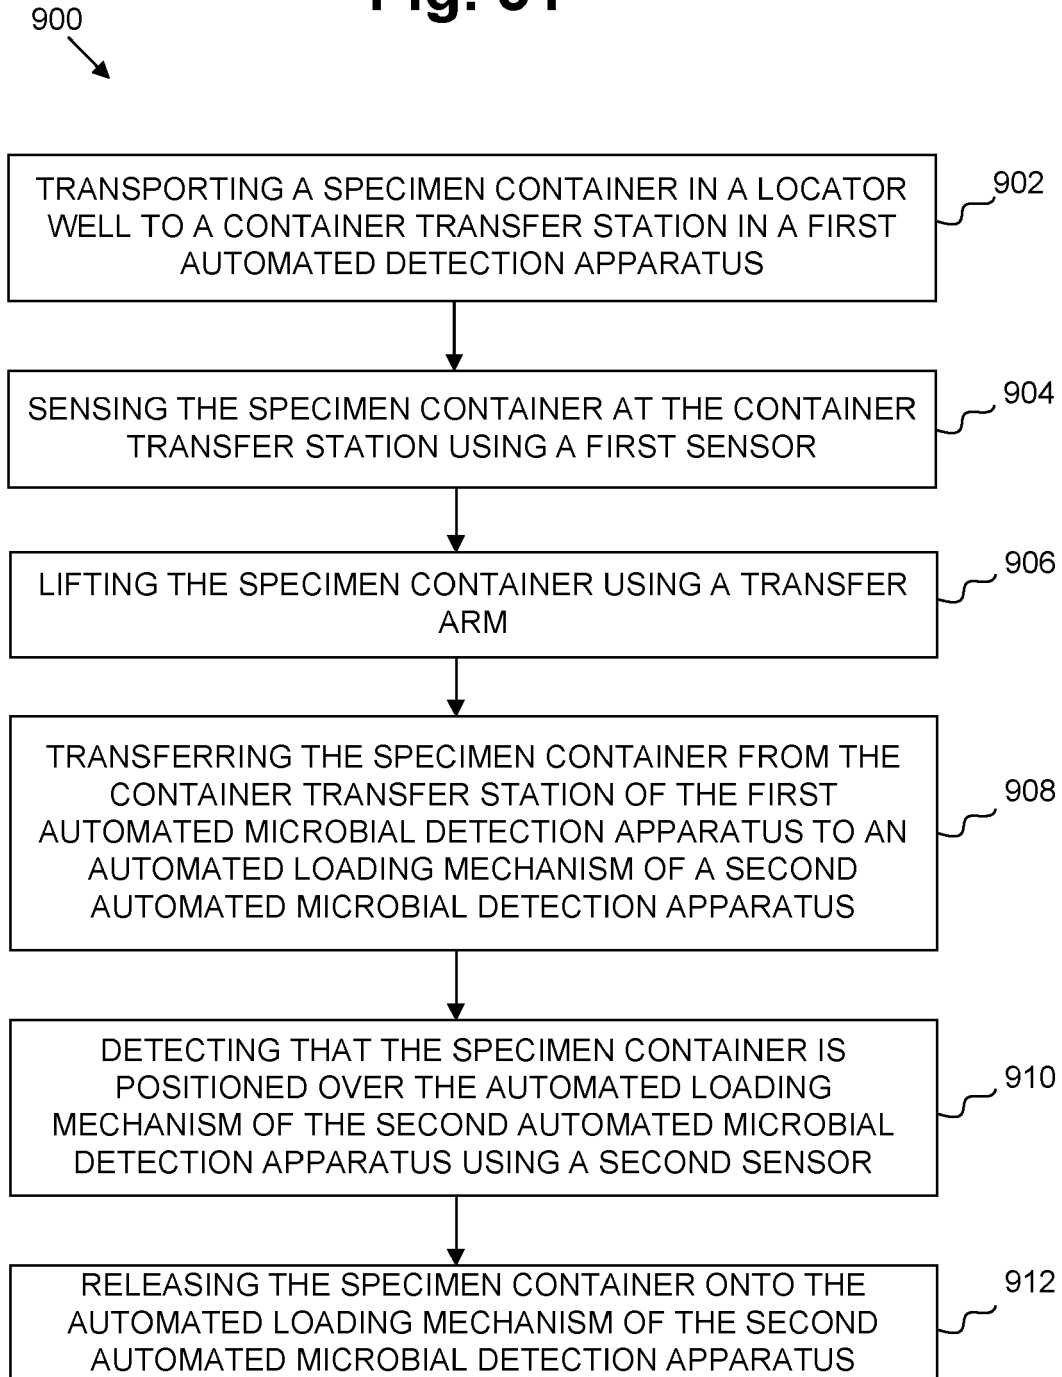 900
TRANSPORTING A SPECIMEN CONTAINER IN A LOCATOR
WELL TO A CONTAINER TRANSFER STATION IN A FIRST
AUTOMATED DETECTION APPARATUS
902
SENSING THE SPECIMEN CONTAINER AT THE CONTAINER
TRANSFER STATION USING A FIRST SENSOR
904
LIFTING THE SPECIMEN CONTAINER USING A TRANSFER
ARM
906
TRANSFERRING THE SPECIMEN CONTAINER FROM THE
CONTAINER TRANSFER STATION OF THE FIRST
AUTOMATED MICROBIAL DETECTION APPARATUS TO AN
AUTOMATED LOADING MECHANISM OF A SECOND
AUTOMATED MICROBIAL DETECTION APPARATUS
908
DETECTING THAT THE SPECIMEN CONTAINER IS
POSITIONED OVER THE AUTOMATED LOADING
MECHANISM OF THE SECOND AUTOMATED MICROBIAL
DETECTION APPARATUS USING A SECOND SENSOR
910
RELEASING THE SPECIMEN CONTAINER ONTO THE
AUTOMATED LOADING MECHANISM OF THE SECOND
AUTOMATED MICROBIAL DETECTION APPARATUS
912